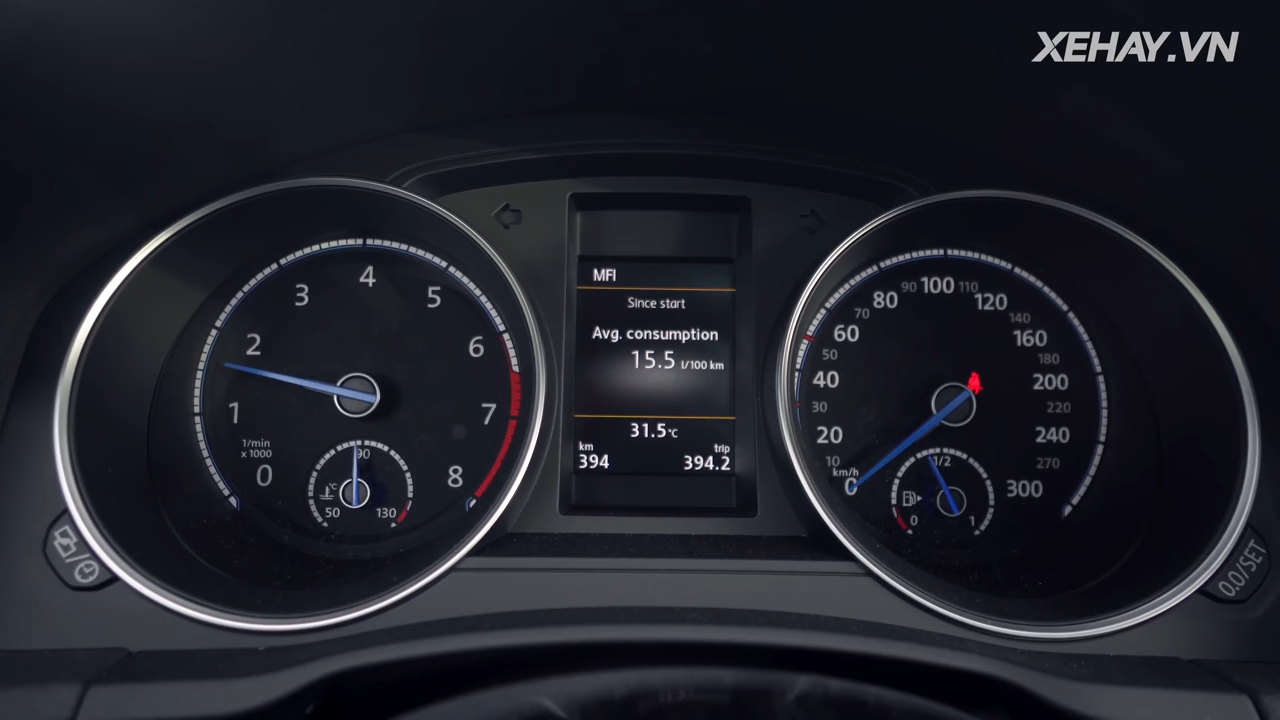 XEHAY.VN
0
1
2
3
4
5
6
7
8
1/min
x 1000
50
90
130
°C
MFI
Since start
Avg. consumption
15.5 l/100 km
31.5°C
km
394
trip
394.2
0
10
20
30
40
50
60
70
80
90
100
110
120
140
160
180
200
220
240
270
300
km/h
0
1/2
1
0.0/SET